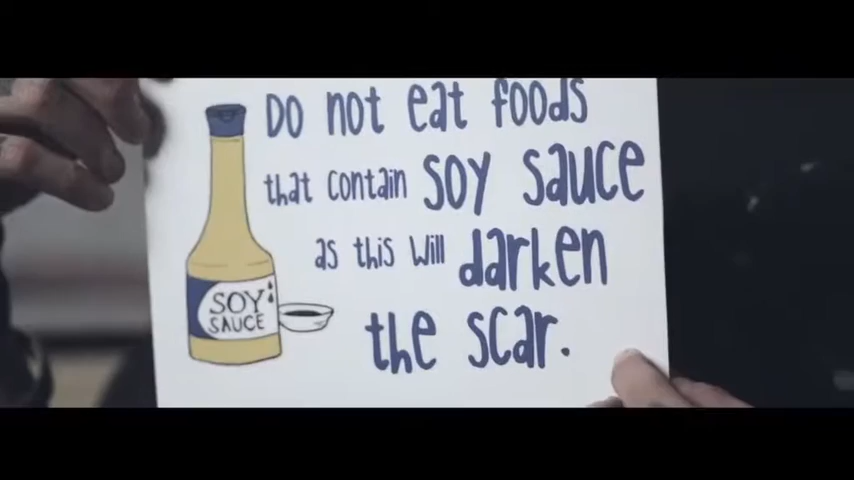 Do not eat foods
that contain soy sauce
as this will darken
the scar.
SOY
SAUCE